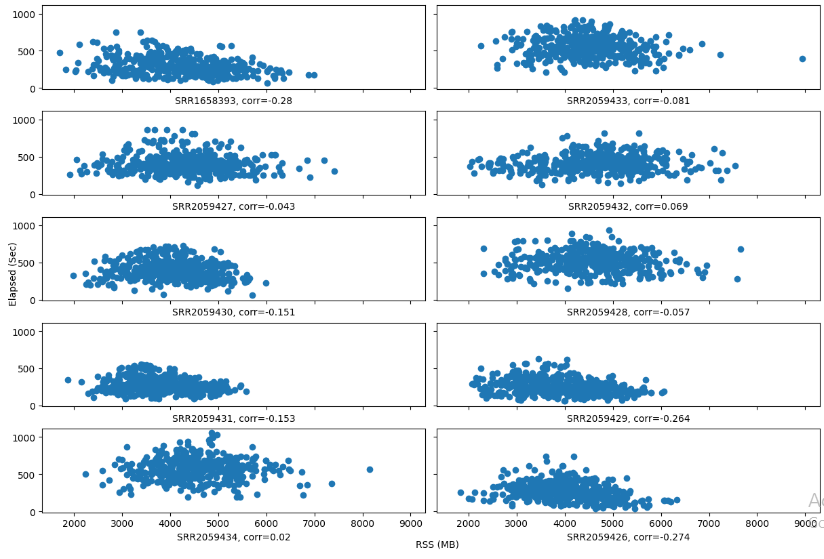 1000
500
0
SRR1658393, corr=-0.28
SRR2059433, corr=-0.081
1000
500
0
SRR2059427, corr=-0.043
SRR2059432, corr=0.069
1000
500
0
SRR2059430, corr=-0.151
SRR2059428, corr=-0.057
Elapsed (Sec)
1000
500
0
SRR2059431, corr=-0.153
SRR2059429, corr=-0.264
1000
500
0
2000 3000 4000 5000 6000 7000 8000 9000
2000 3000 4000 5000 6000 7000 8000 9000
SRR2059434, corr=0.02
SRR2059426, corr=-0.274
RSS (MB)